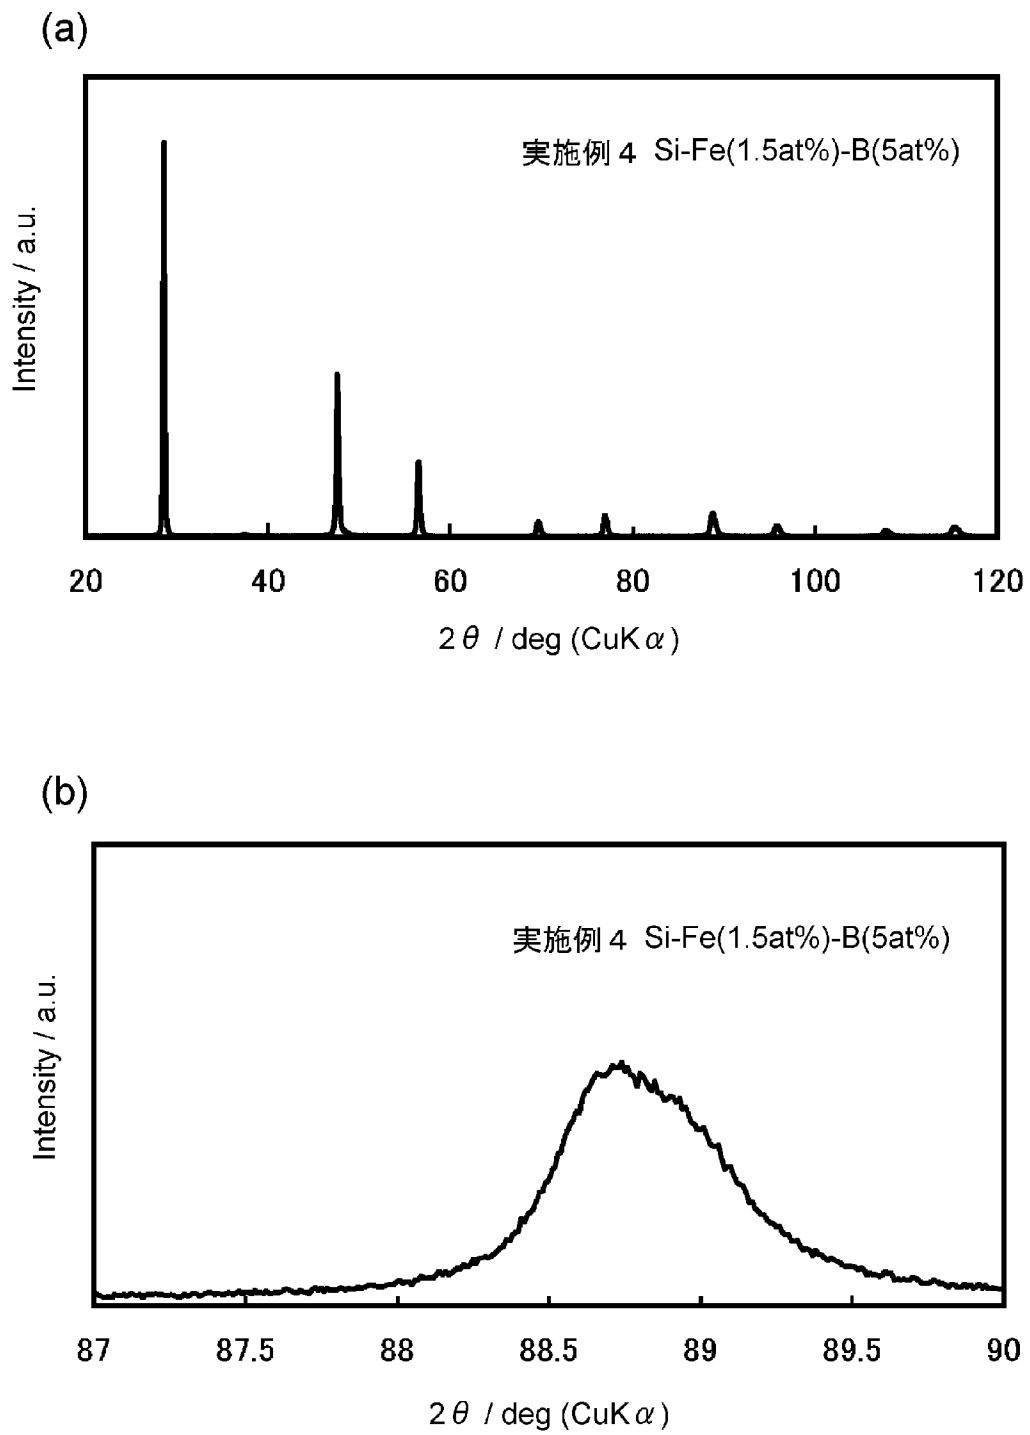 (a)
実施例４ Si-Fe(1.5at%)-B(5at%)
Intensity / a.u.
20 40 60 80 100 120
2θ / deg (CuKα)
(b)
実施例４ Si-Fe(1.5at%)-B(5at%)
Intensity / a.u.
87 87.5 88 88.5 89 89.5 90
2θ / deg (CuKα)